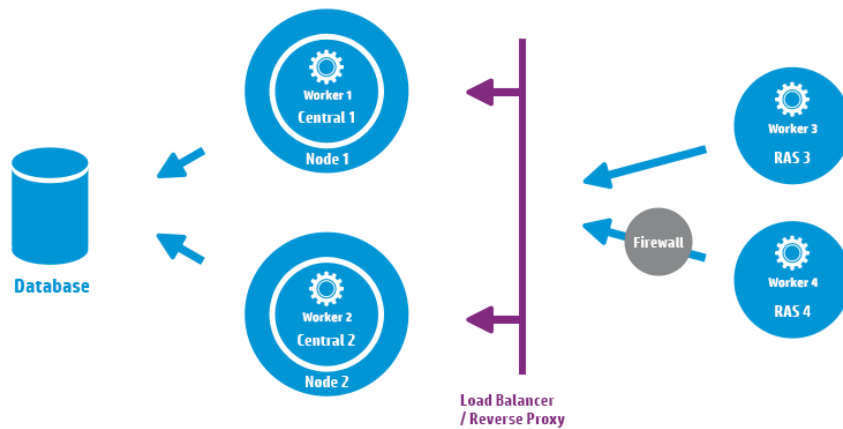 Database
Worker 1
Central 1
Node 1
Worker 2
Central 2
Node 2
Load Balancer
/ Reverse Proxy
Firewall
Worker 3
RAS 3
Worker 4
RAS 4